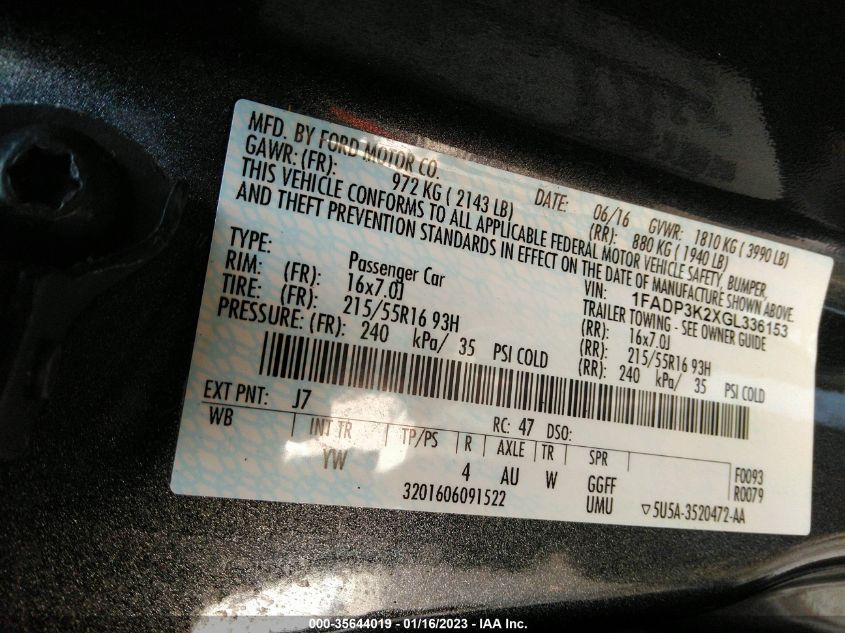 MFD. BY FORD MOTOR CO.
DATE: 06/16 GVWR: 1810 KG ( 3990 LB)
GAWR: (FR): 972 KG ( 2143 LB) (RR): 880 KG ( 1940 LB)
THIS VEHICLE CONFORMS TO ALL APPLICABLE FEDERAL MOTOR VEHICLE SAFETY, BUMPER,
AND THEFT PREVENTION STANDARDS IN EFFECT ON THE DATE OF MANUFACTURE SHOWN ABOVE.
VIN: 1FADP3K2XGL336153
TYPE: Passenger Car TRAILER TOWING - SEE OWNER GUIDE
RIM: (FR): 16x7.0J (RR): 16x7.0J
TIRE: (FR): 215/55R16 93H (RR): 215/55R16 93H
PRESSURE: (FR): 240 kPa/ 35 PSI COLD (RR): 240 kPa/ 35 PSI COLD
EXT PNT: J7 RC: 47 DSO:
WB INT TR TP/PS R AXLE TR SPR
YW 4 AU W GGFF
UMU
F0093
R0079
3201606091522
▽5U5A-3520472-AA
000-35644019 - 01/16/2023 - IAA Inc.